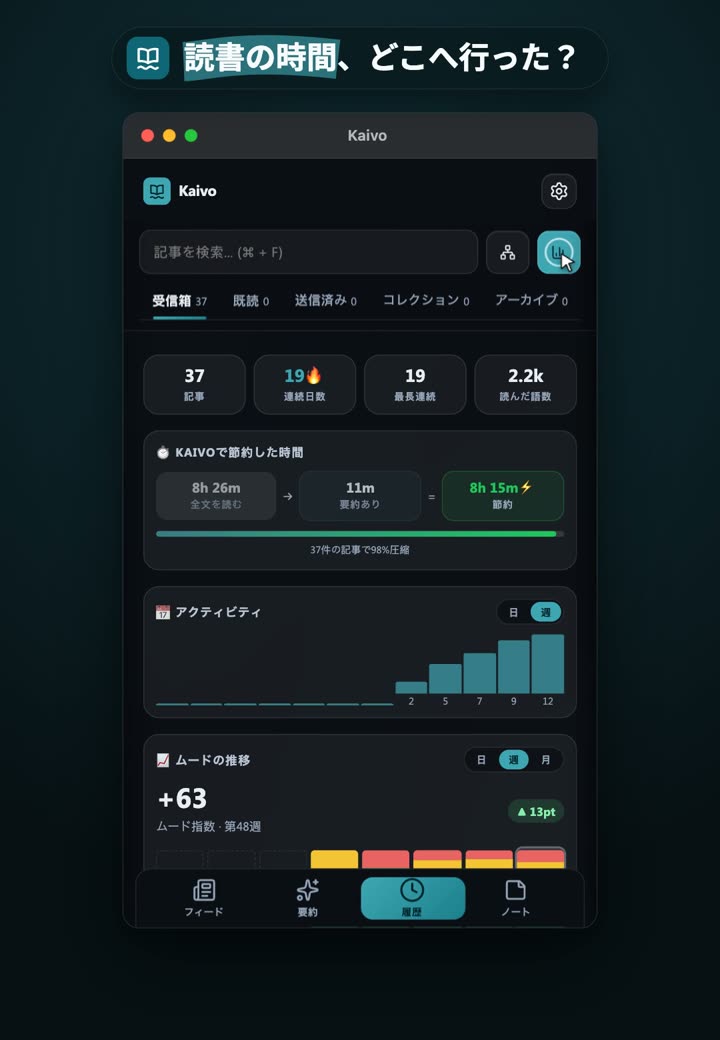 読書の時間、どこへ行った？
Kaivo
Kaivo
記事を検索... (⌘ + F)
受信箱 37 既読 0 送信済み 0 コレクション 0 アーカイブ 0
37 19🔥 19 2.2k
記事 連続日数 最長連続 読んだ語数
⏱️ KAIVOで節約した時間
8h 26m → 11m = 8h 15m⚡
全文を読む 要約あり 節約
37件の記事で98%圧縮
📅 アクティビティ 日 週
2 5 7 9 12
📈 ムードの推移 日 週 月
+63
▲ 13pt
ムード指数 · 第48週
フィード 要約 履歴 ノート